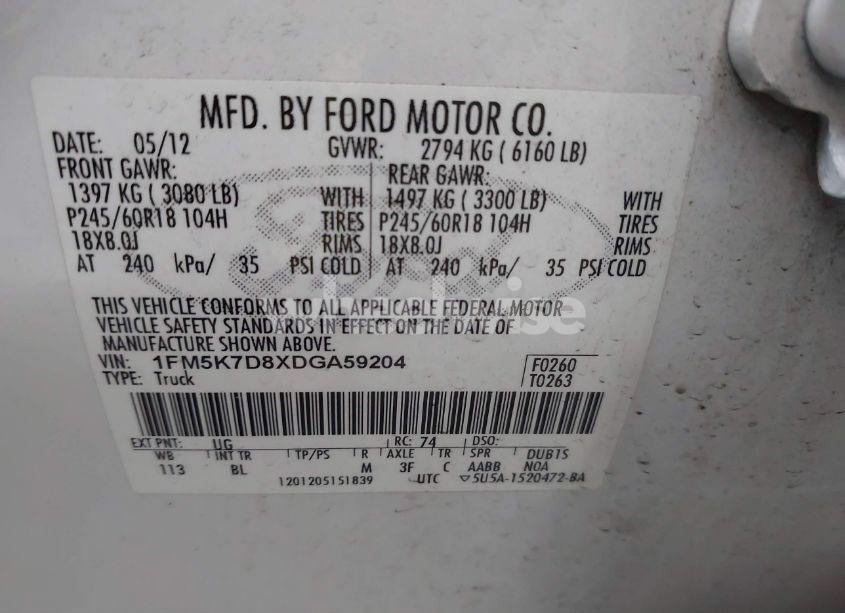 MFD. BY FORD MOTOR CO.
DATE: 05/12 GVWR: 2794 KG ( 6160 LB)
FRONT GAWR: REAR GAWR:
1397 KG ( 3080 LB) WITH 1497 KG ( 3300 LB) WITH
P245/60R18 104H TIRES P245/60R18 104H TIRES
18X8.0J RIMS 18X8.0J RIMS
AT 240 kPa/ 35 PSI COLD AT 240 kPa/ 35 PSI COLD
THIS VEHICLE CONFORMS TO ALL APPLICABLE FEDERAL MOTOR
VEHICLE SAFETY STANDARDS IN EFFECT ON THE DATE OF
MANUFACTURE SHOWN ABOVE.
VIN: 1FM5K7D8XDGA59204 F0260
TYPE: Truck T0263
EXT PNT: UG RC: 74 DSO:
WB INT TR TP/PS R AXLE TR SPR DUB1S
113 BL M 3F C AABB NOA
1201205151839 UTC ▽5U5A-1520472-BA